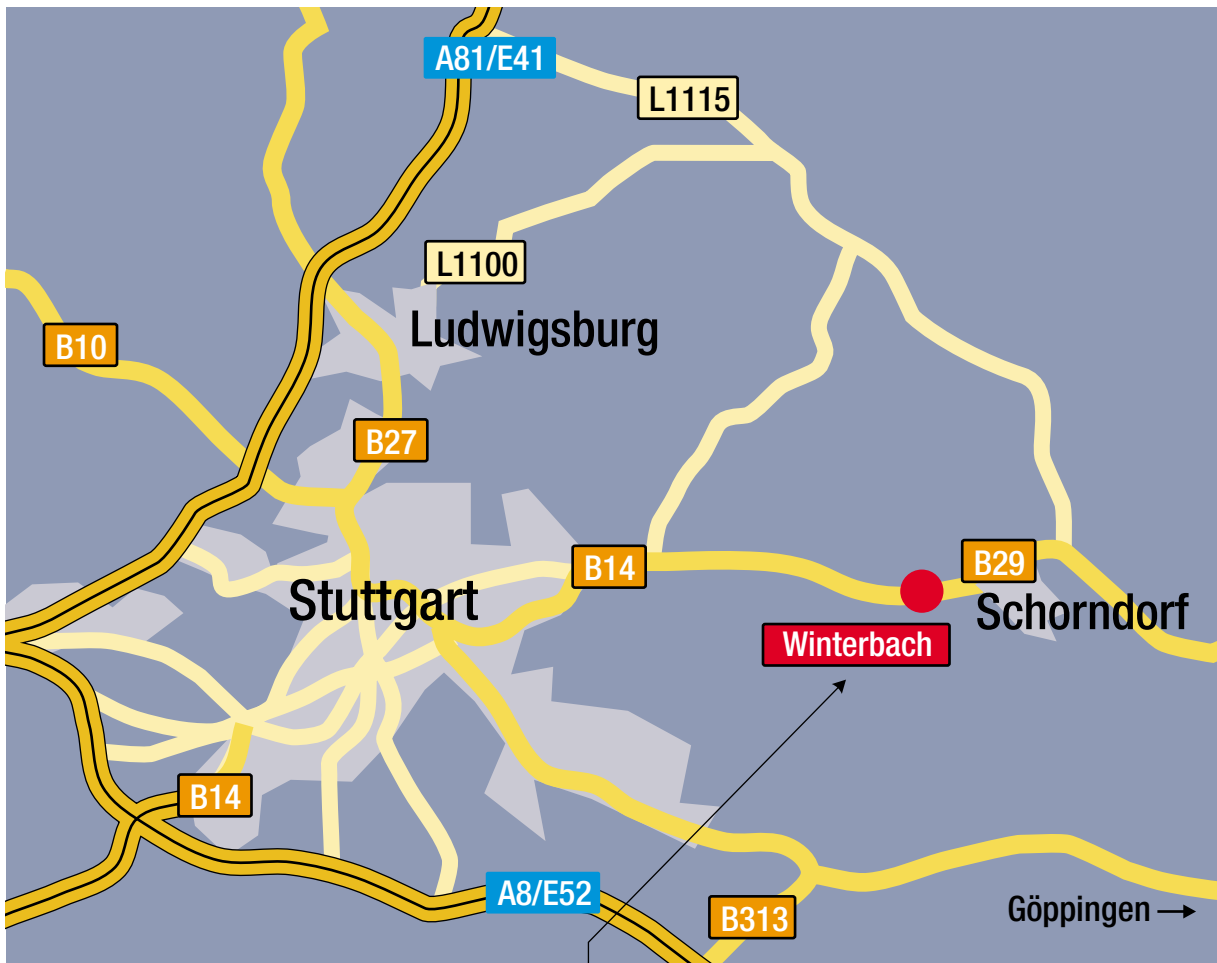 A81/E41
L1115
L1100
Ludwigsburg
B10
B27
B14
B29
Stuttgart
Schorndorf
Winterbach
B14
A8/E52
B313
Göppingen →